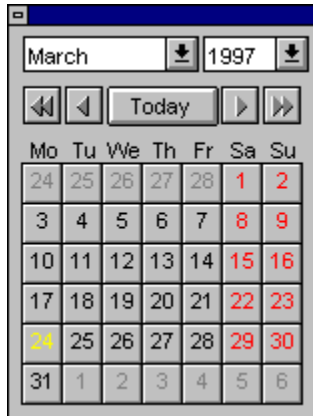 March 1997
Today
Mo Tu We Th Fr Sa Su
24 25 26 27 28 1 2
3 4 5 6 7 8 9
10 11 12 13 14 15 16
17 18 19 20 21 22 23
24 25 26 27 28 29 30
31 1 2 3 4 5 6